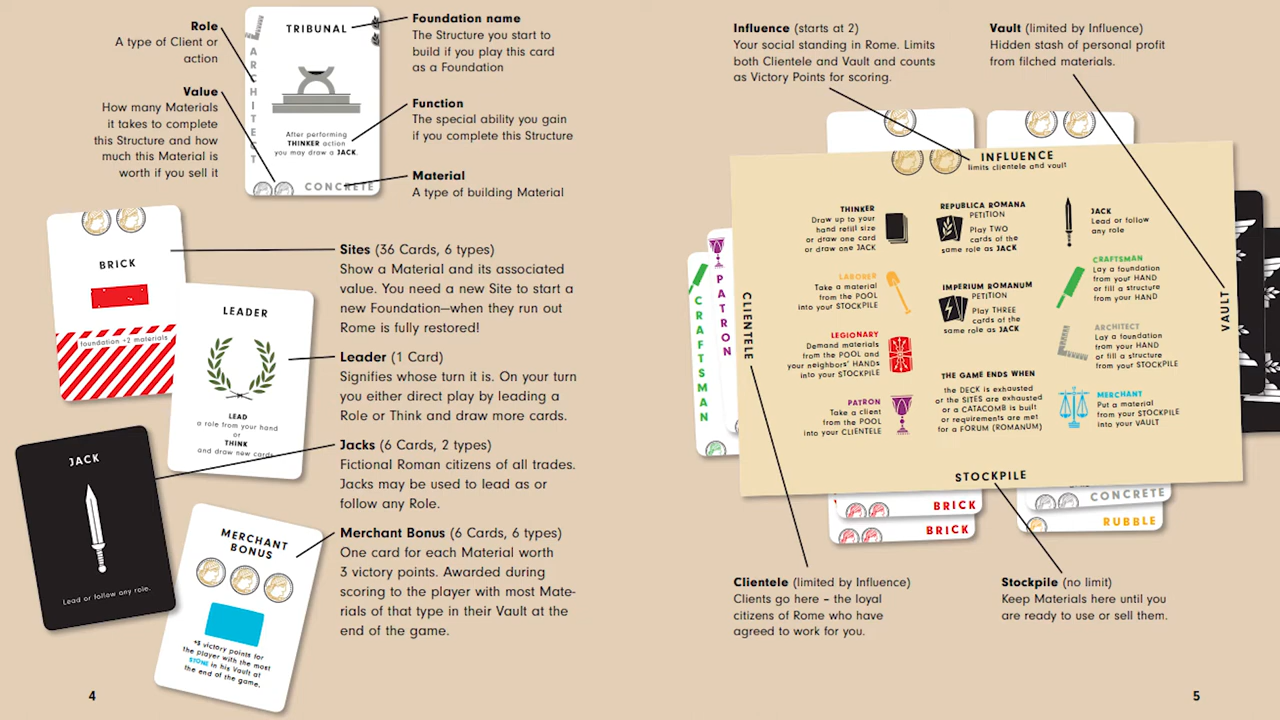 Role
A type of Client or
action
Value
How many Materials
it takes to complete
this Structure and how
much this Material is
worth if you sell it
ARCHITECT
TRIBUNAL
After performing
THINKER action
you may draw a JACK.
CONCRETE
Foundation name
The Structure you start to
build if you play this card
as a Foundation
Function
The special ability you gain
if you complete this Structure
Material
A type of building Material
BRICK
foundation +2 materials
LEADER
LEAD
a role from your hand
or
THINK
and draw new cards
JACK
Lead or follow any role.
MERCHANT
BONUS
+3 victory points for
the player with the most
STONE in his Vault at
the end of the game.
Sites (36 Cards, 6 types)
Show a Material and its associated
value. You need a new Site to start a
new Foundation—when they run out
Rome is fully restored!
Leader (1 Card)
Signifies whose turn it is. On your turn
you either direct play by leading a
Role or Think and draw more cards.
Jacks (6 Cards, 2 types)
Fictional Roman citizens of all trades.
Jacks may be used to lead as or
follow any Role.
Merchant Bonus (6 Cards, 6 types)
One card for each Material worth
3 victory points. Awarded during
scoring to the player with most Mate-
rials of that type in their Vault at the
end of the game.
4
Influence (starts at 2)
Your social standing in Rome. Limits
both Clientele and Vault and counts
as Victory Points for scoring.
Vault (limited by Influence)
Hidden stash of personal profit
from filched materials.
CRAFTSMAN
PATRON
INFLUENCE
limits clientele and vault
CLIENTELE
THINKER
Draw up to your
hand refill size
or draw one card
or draw one JACK
LABORER
Take a material
from the POOL
into your STOCKPILE
LEGIONARY
Demand materials
from the POOL and
your neighbors' HANDs
into your STOCKPILE
PATRON
Take a client
from the POOL
into your CLIENTELE
REPUBLICA ROMANA
PETITION
Play TWO
cards of the
same role as JACK
IMPERIUM ROMANUM
PETITION
Play THREE
cards of the
same role as JACK
THE GAME ENDS WHEN
the DECK is exhausted
or the SITES are exhausted
or a CATACOMB is built
or requirements are met
for a FORUM (ROMANUM)
JACK
Lead or follow
any role
CRAFTSMAN
Lay a foundation
from your HAND
or fill a structure
from your HAND
ARCHITECT
Lay a foundation
from your HAND
or fill a structure
from your STOCKPILE
MERCHANT
Put a material
from your STOCKPILE
into your VAULT
VAULT
STOCKPILE
BRICK
BRICK
CONCRETE
RUBBLE
Clientele (limited by Influence)
Clients go here – the loyal
citizens of Rome who have
agreed to work for you.
Stockpile (no limit)
Keep Materials here until you
are ready to use or sell them.
5